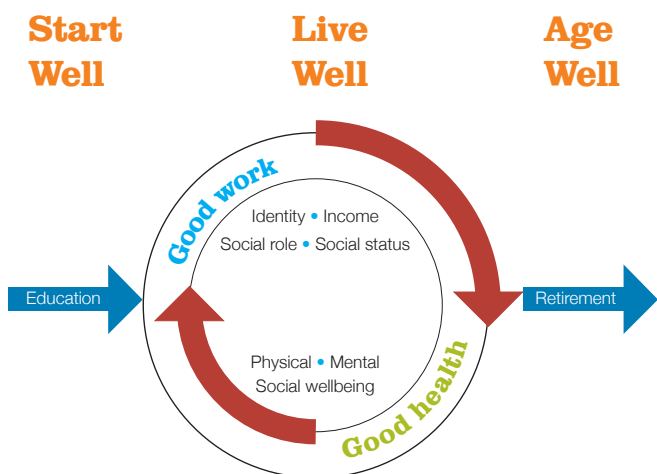 Start Well
Live Well
Age Well
Good work
Identity • Income
Social role • Social status
Education
Retirement
Physical • Mental
Social wellbeing
Good health